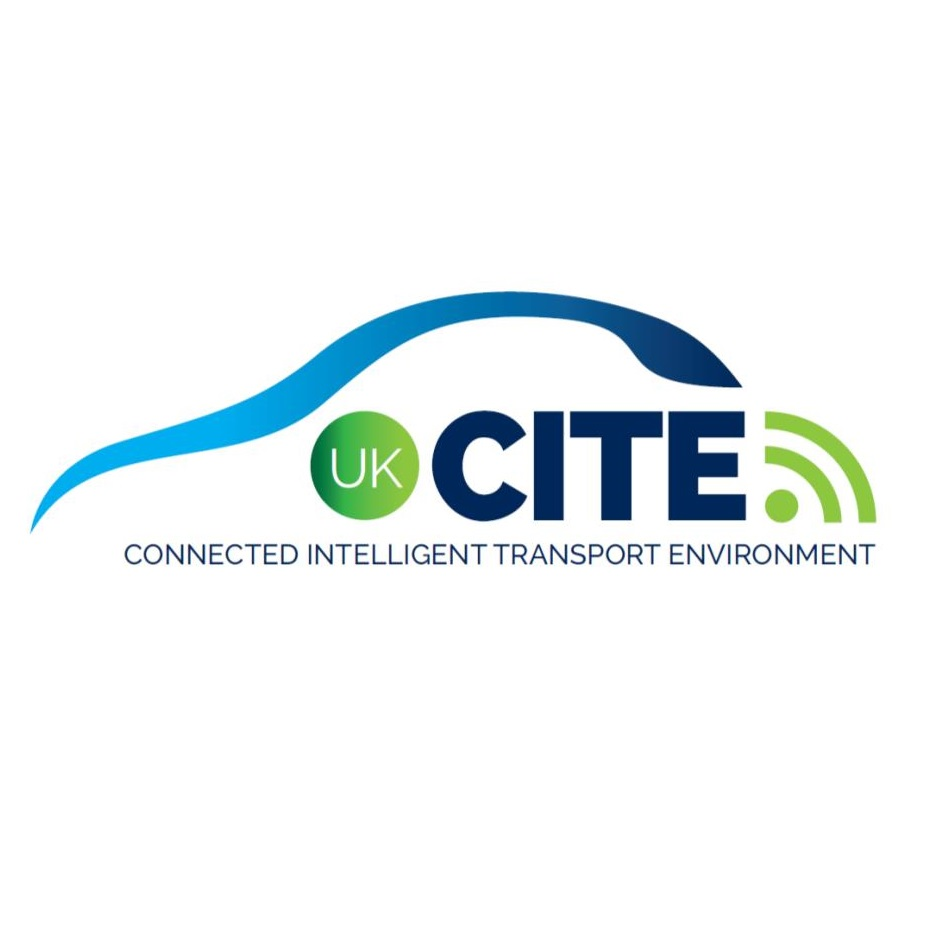 UK CITE
CONNECTED INTELLIGENT TRANSPORT ENVIRONMENT